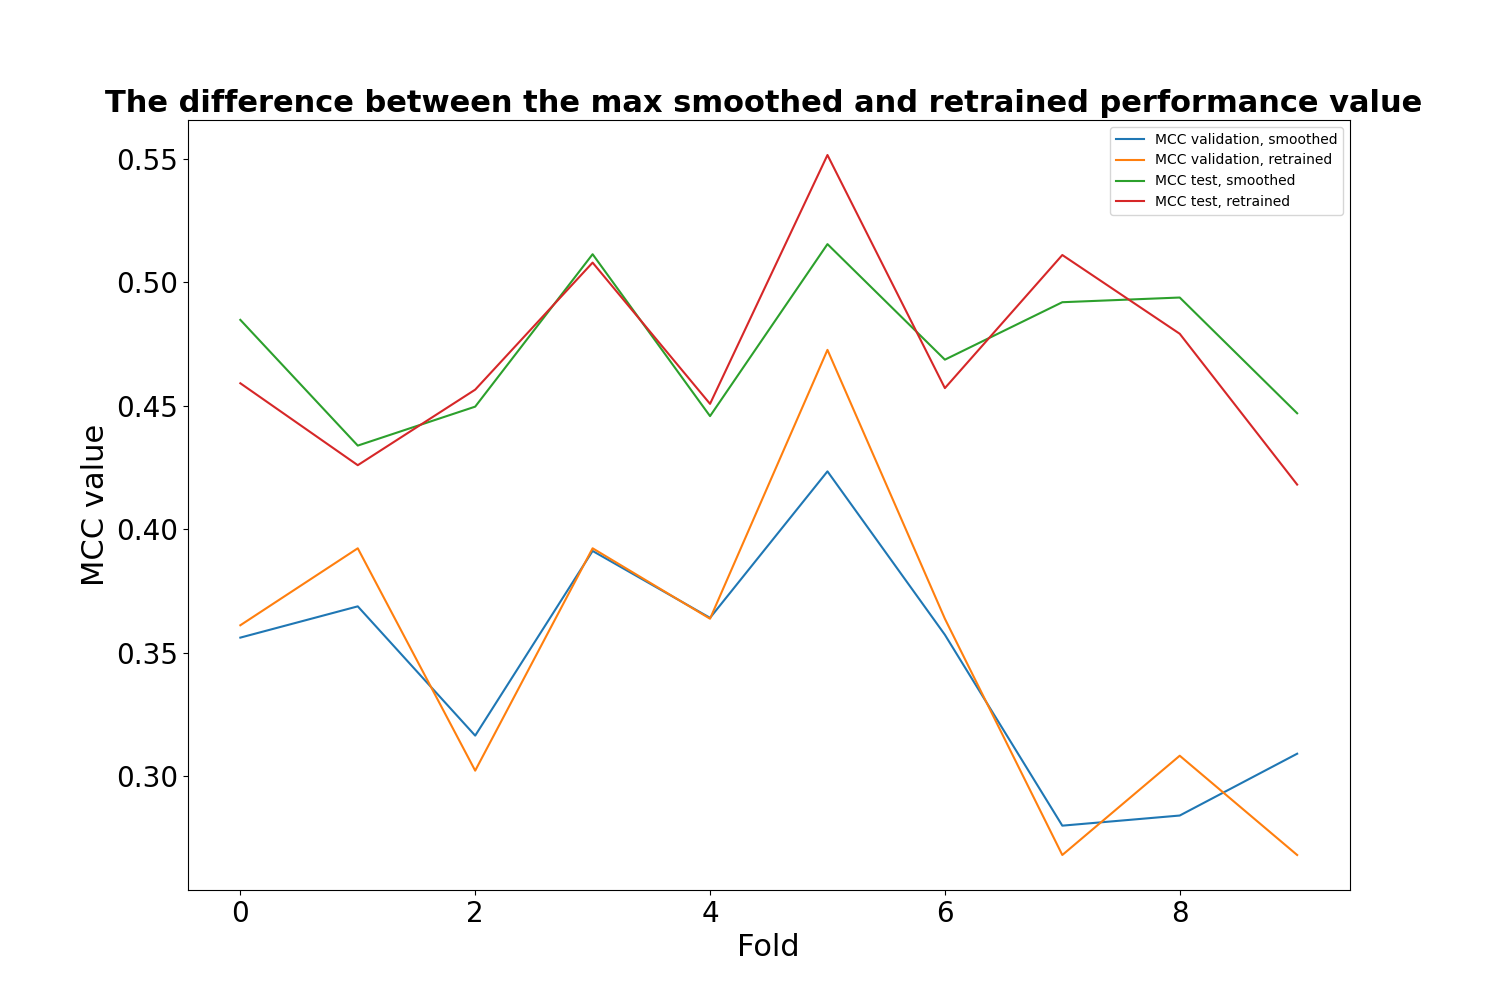 The difference between the max smoothed and retrained performance value
MCC validation, smoothed
MCC validation, retrained
MCC test, smoothed
MCC test, retrained
0.55
0.50
0.45
0.40
0.35
0.30
MCC value
0 2 4 6 8
Fold